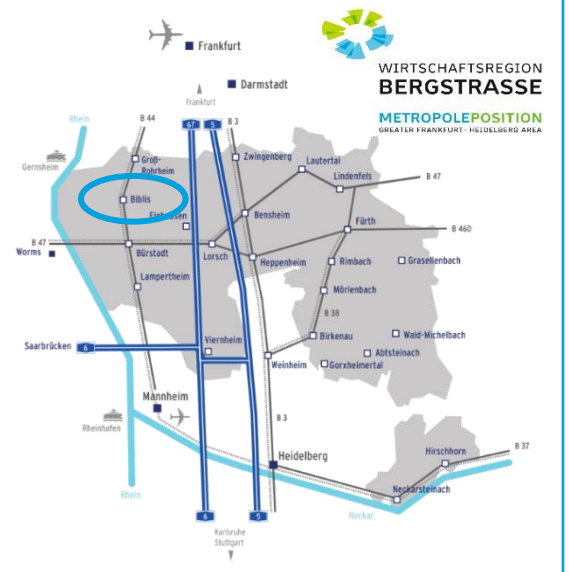 Frankfurt
WIRTSCHAFTSREGION
BERGSTRASSE
METROPOLEPOSITION
GREATER FRANKFURT - HEIDELBERG AREA
Darmstadt
Frankfurt
Rhein
B 44
67
5
B 3
Gernsheim
Groß-
Rohrheim
Zwingenberg
Lautertal
Lindenfels
B 47
Biblis
Einhausen
Bensheim
Fürth
B 460
B 47
Worms
Bürstadt
Lorsch
Heppenheim
Rimbach
Grasellenbach
Lampertheim
Mörlenbach
B 38
Saarbrücken
6
Viernheim
Birkenau
Wald-Michelbach
Abtsteinach
Weinheim
Gorxheimertal
Mannheim
Rheinhafen
B 3
Heidelberg
Hirschhorn
B 37
Rhein
Neckarsteinach
6
5
Neckar
Karlsruhe
Stuttgart